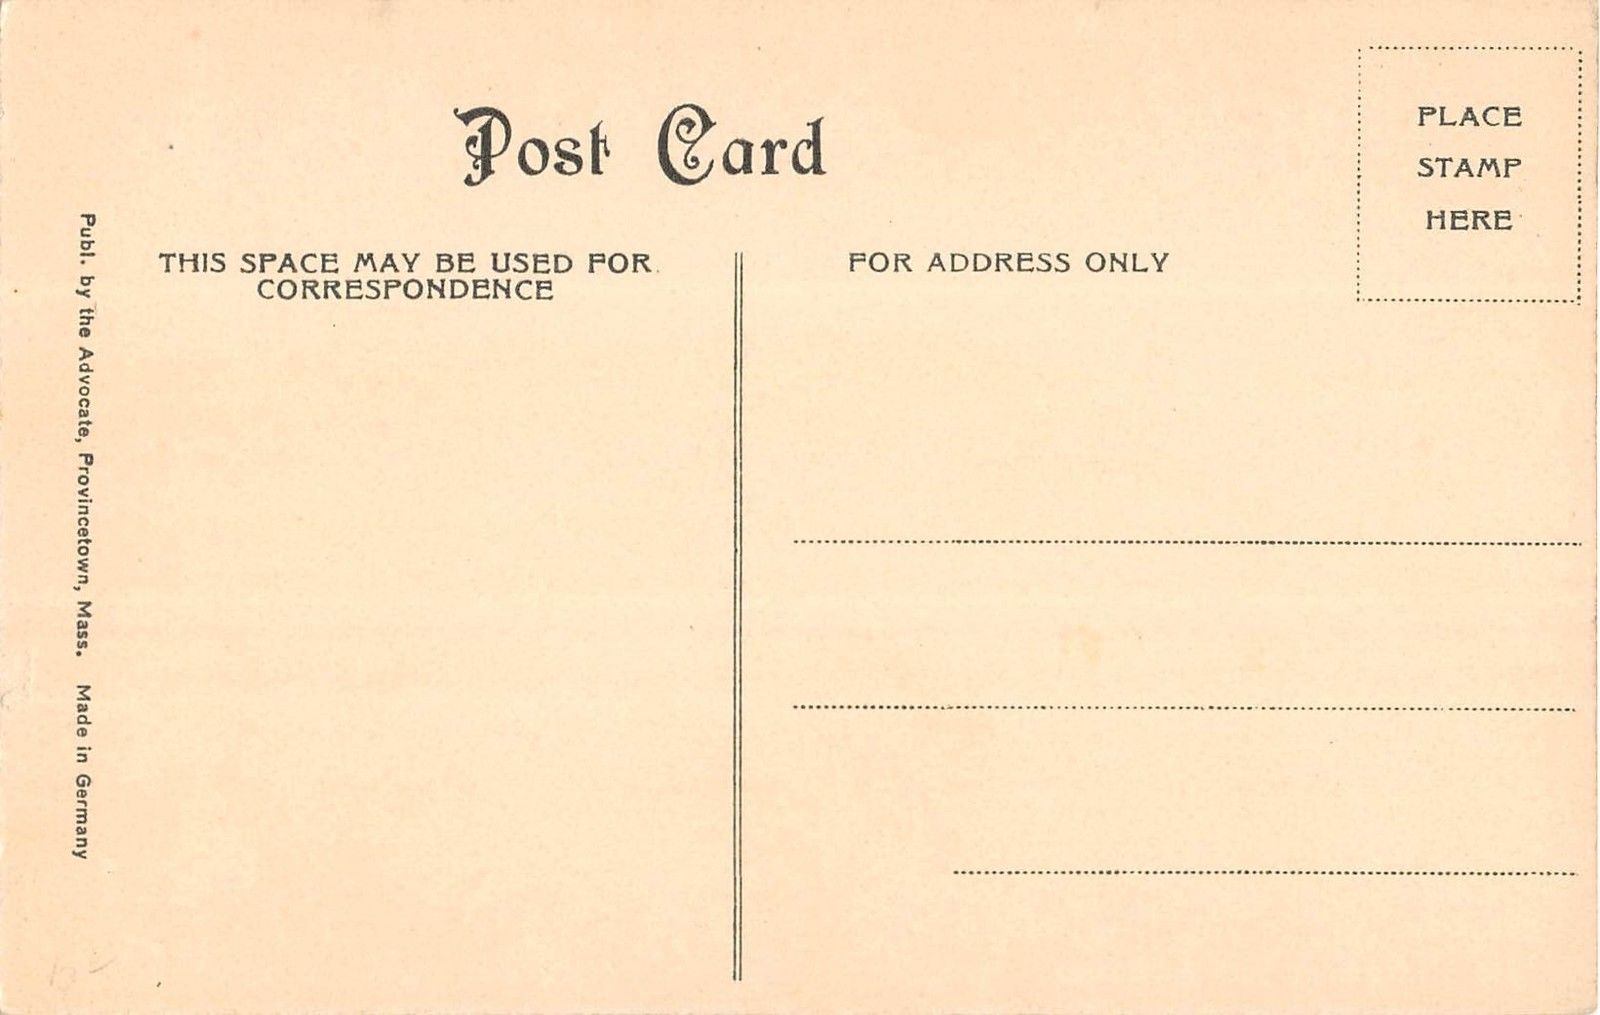 Post Card
PLACE
STAMP
HERE
THIS SPACE MAY BE USED FOR
CORRESPONDENCE
FOR ADDRESS ONLY
Publ. by the Advocate, Provincetown, Mass. Made in Germany